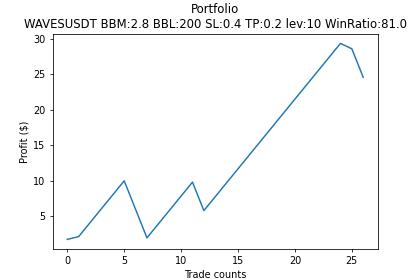 Portfolio
WAVESUSDT BBM:2.8 BBL:200 SL:0.4 TP:0.2 lev:10 WinRatio:81.0
30
25
20
15
10
5
Profit ($)
0 5 10 15 20 25
Trade counts